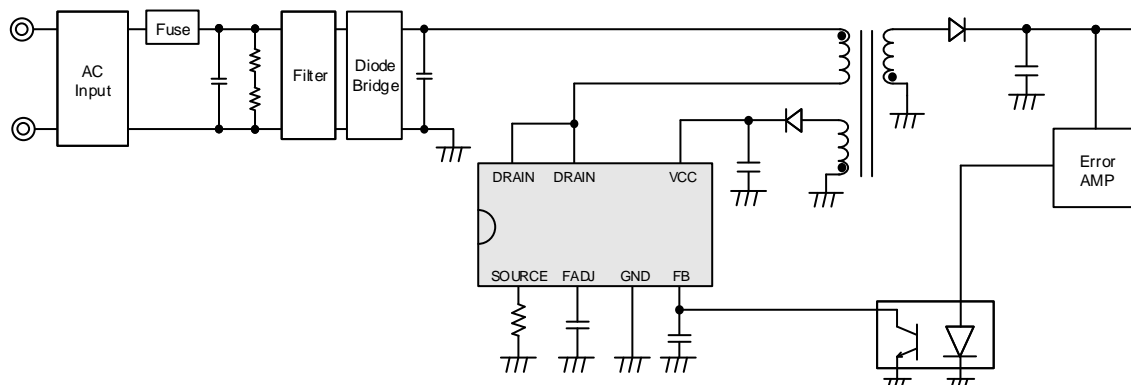 Fuse
AC
Input
Filter
Diode
Bridge
DRAIN
DRAIN
VCC
Error
AMP
SOURCE
FADJ
GND
FB